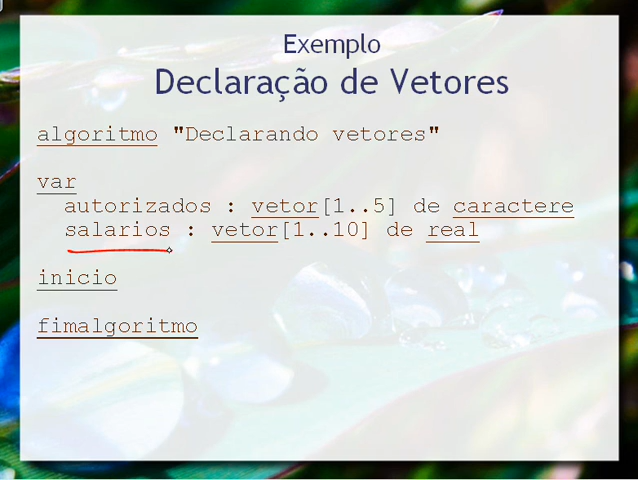 Exemplo
Declaração de Vetores
algoritmo "Declarando vetores"
var
autorizados : vetor[1..5] de caractere
salarios : vetor[1..10] de real
inicio
fimalgoritmo